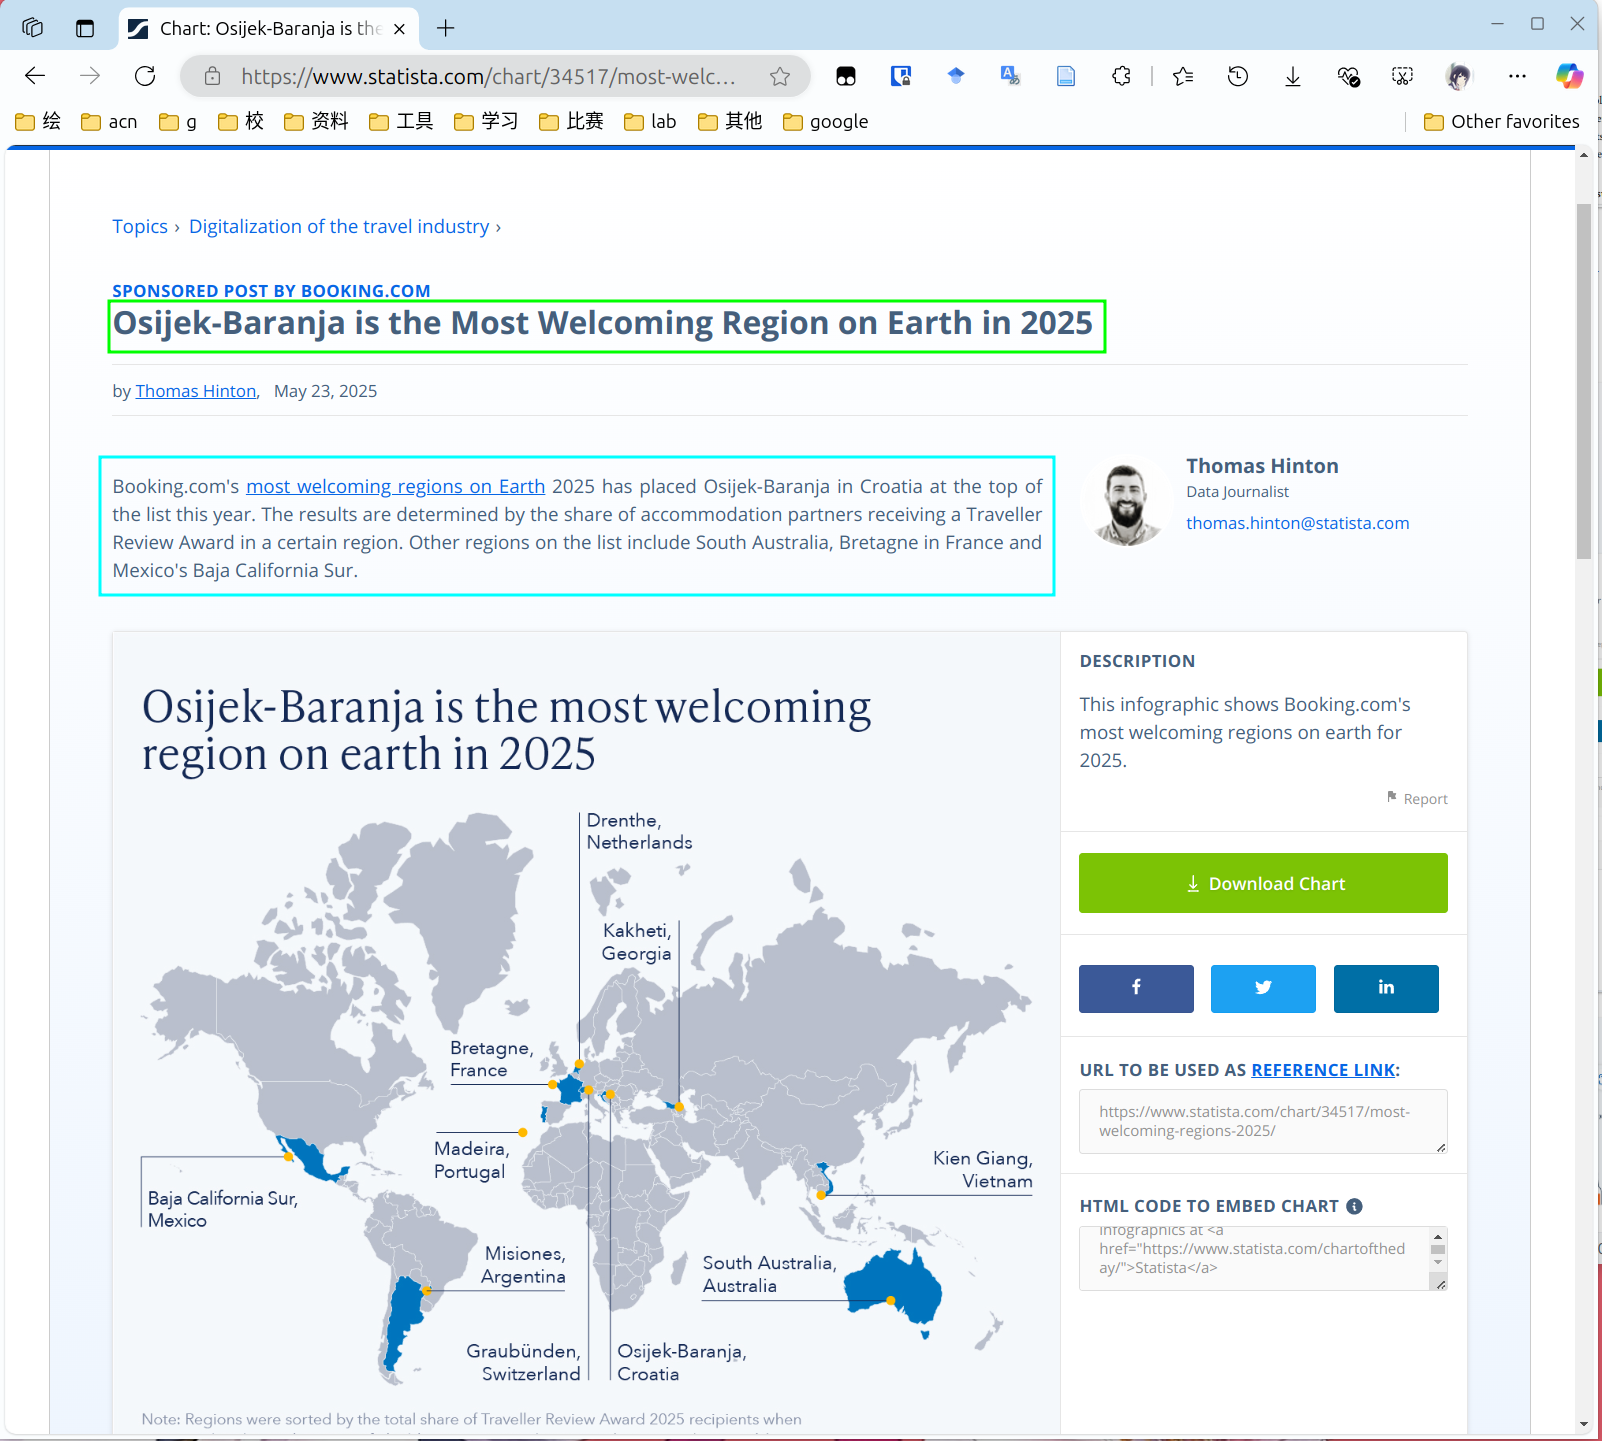 Chart: Osijek-Baranja is the
https://www.statista.com/chart/34517/most-welc...
绘 acn g 校 资料 工具 学习 比赛 lab 其他 google Other favorites
Topics › Digitalization of the travel industry ›
SPONSORED POST BY BOOKING.COM
Osijek-Baranja is the Most Welcoming Region on Earth in 2025
by Thomas Hinton, May 23, 2025
Booking.com's most welcoming regions on Earth 2025 has placed Osijek-Baranja in Croatia at the top of
the list this year. The results are determined by the share of accommodation partners receiving a Traveller
Review Award in a certain region. Other regions on the list include South Australia, Bretagne in France and
Mexico's Baja California Sur.
Thomas Hinton
Data Journalist
thomas.hinton@statista.com
Osijek-Baranja is the most welcoming
region on earth in 2025
Drenthe,
Netherlands
Kakheti,
Georgia
Bretagne,
France
Madeira,
Portugal
Kien Giang,
Vietnam
Baja California Sur,
Mexico
Misiones,
Argentina
South Australia,
Australia
Graubünden,
Switzerland
Osijek-Baranja,
Croatia
Note: Regions were sorted by the total share of Traveller Review Award 2025 recipients when
DESCRIPTION
This infographic shows Booking.com's
most welcoming regions on earth for
2025.
Report
Download Chart
f
in
URL TO BE USED AS REFERENCE LINK:
https://www.statista.com/chart/34517/most-
welcoming-regions-2025/
HTML CODE TO EMBED CHART
infographics at <a
href="https://www.statista.com/chartofthed
ay/">Statista</a>